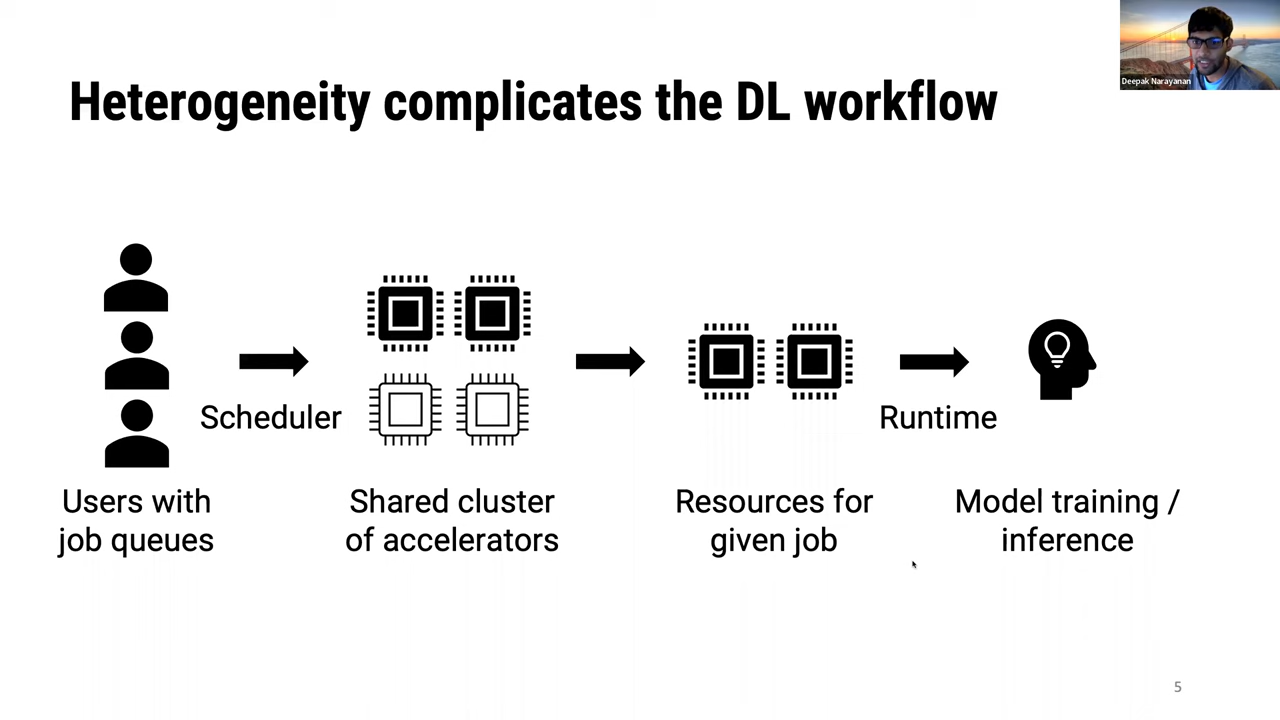 Deepak Narayanan
Heterogeneity complicates the DL workflow
Scheduler
Runtime
Users with
job queues
Shared cluster
of accelerators
Resources for
given job
Model training /
inference
5